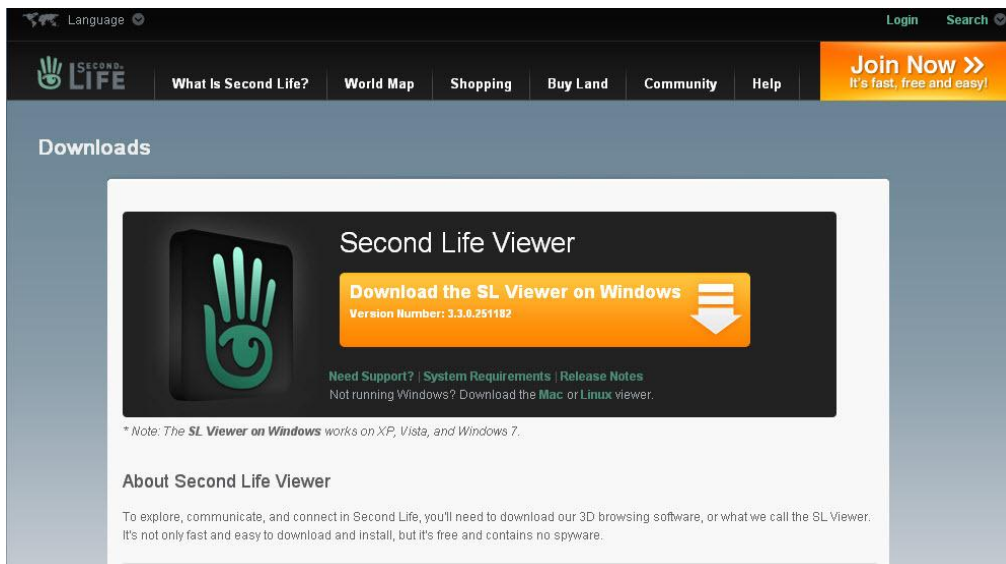 Language
Login Search
SECOND LIFE
What Is Second Life? World Map Shopping Buy Land Community Help
Join Now >>
It's fast, free and easy!
Downloads
Second Life Viewer
Download the SL Viewer on Windows
Version Number: 3.3.0.251182
Need Support? | System Requirements | Release Notes
Not running Windows? Download the Mac or Linux viewer.
* Note: The SL Viewer on Windows works on XP, Vista, and Windows 7.
About Second Life Viewer
To explore, communicate, and connect in Second Life, you'll need to download our 3D browsing software, or what we call the SL Viewer.
It's not only fast and easy to download and install, but it's free and contains no spyware.